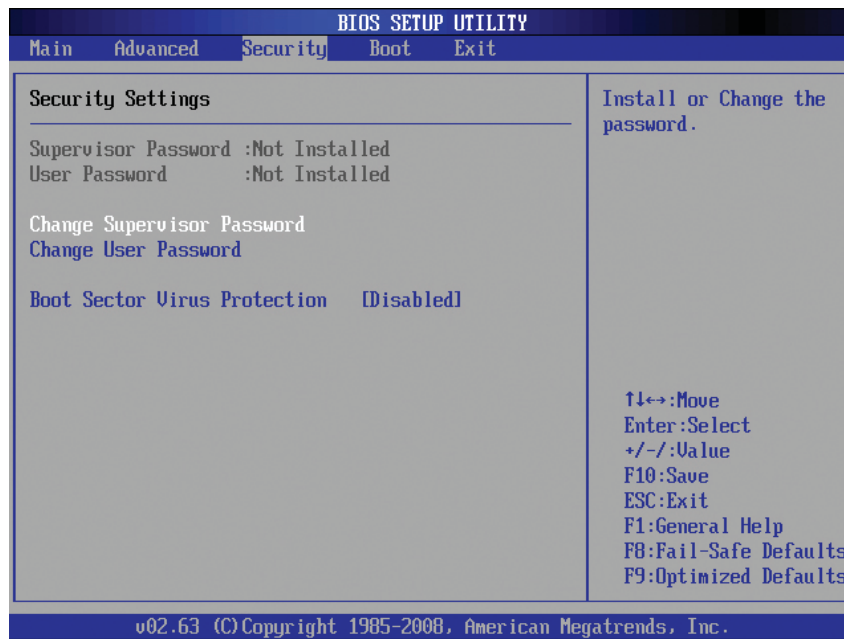 BIOS SETUP UTILITY
Main Advanced Security Boot Exit
Security Settings
Supervisor Password :Not Installed
User Password :Not Installed
Change Supervisor Password
Change User Password
Boot Sector Virus Protection [Disabled]
Install or Change the
password.
↑↓←→:Move
Enter:Select
+/-/:Value
F10:Save
ESC:Exit
F1:General Help
F8:Fail-Safe Defaults
F9:Optimized Defaults
v02.63 (C)Copyright 1985-2008, American Megatrends, Inc.